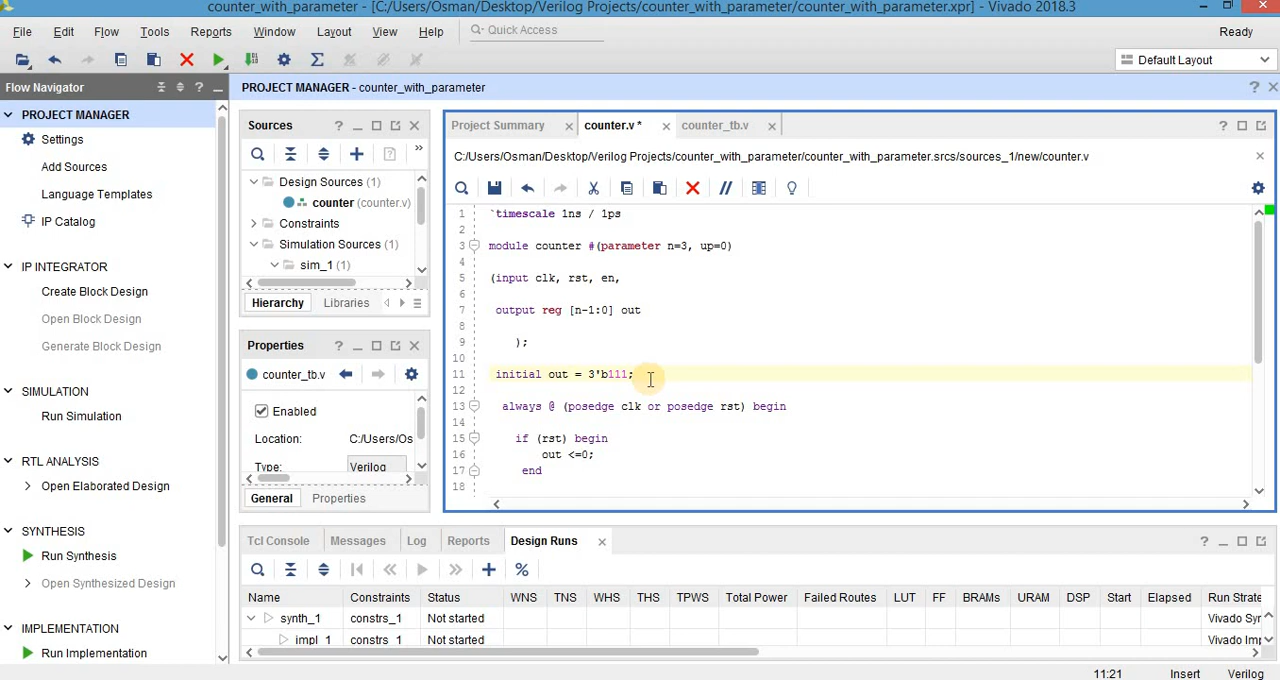 counter_with_parameter - [C:/Users/Osman/Desktop/Verilog Projects/counter_with_parameter/counter_with_parameter.xpr] - Vivado 2018.3
File Edit Flow Tools Reports Window Layout View Help Quick Access Ready
Default Layout
Flow Navigator
PROJECT MANAGER - counter_with_parameter
PROJECT MANAGER
Settings
Add Sources
Language Templates
IP Catalog
IP INTEGRATOR
Create Block Design
Open Block Design
Generate Block Design
SIMULATION
Run Simulation
RTL ANALYSIS
Open Elaborated Design
SYNTHESIS
Run Synthesis
Open Synthesized Design
IMPLEMENTATION
Run Implementation
Sources
Design Sources (1)
counter (counter.v)
Constraints
Simulation Sources (1)
sim_1 (1)
Hierarchy Libraries
Properties
counter_tb.v
Enabled
Location: C:/Users/Os
Type: Verilog
General Properties
Project Summary counter.v * counter_tb.v
C:/Users/Osman/Desktop/Verilog Projects/counter_with_parameter/counter_with_parameter.srcs/sources_1/new/counter.v
1 `timescale 1ns / 1ps
2
3 module counter #(parameter n=3, up=0)
4
5 (input clk, rst, en,
6
7 output reg [n-1:0] out
8
9 );
10
11 initial out = 3'b111;
12
13 always @ (posedge clk or posedge rst) begin
14
15 if (rst) begin
16 out <=0;
17 end
18
Tcl Console Messages Log Reports Design Runs
Name Constraints Status WNS TNS WHS THS TPWS Total Power Failed Routes LUT FF BRAMs URAM DSP Start Elapsed Run Strate
synth_1 constrs_1 Not started Vivado Syn
impl_1 constrs_1 Not started Vivado Imp
11:21 Insert Verilog